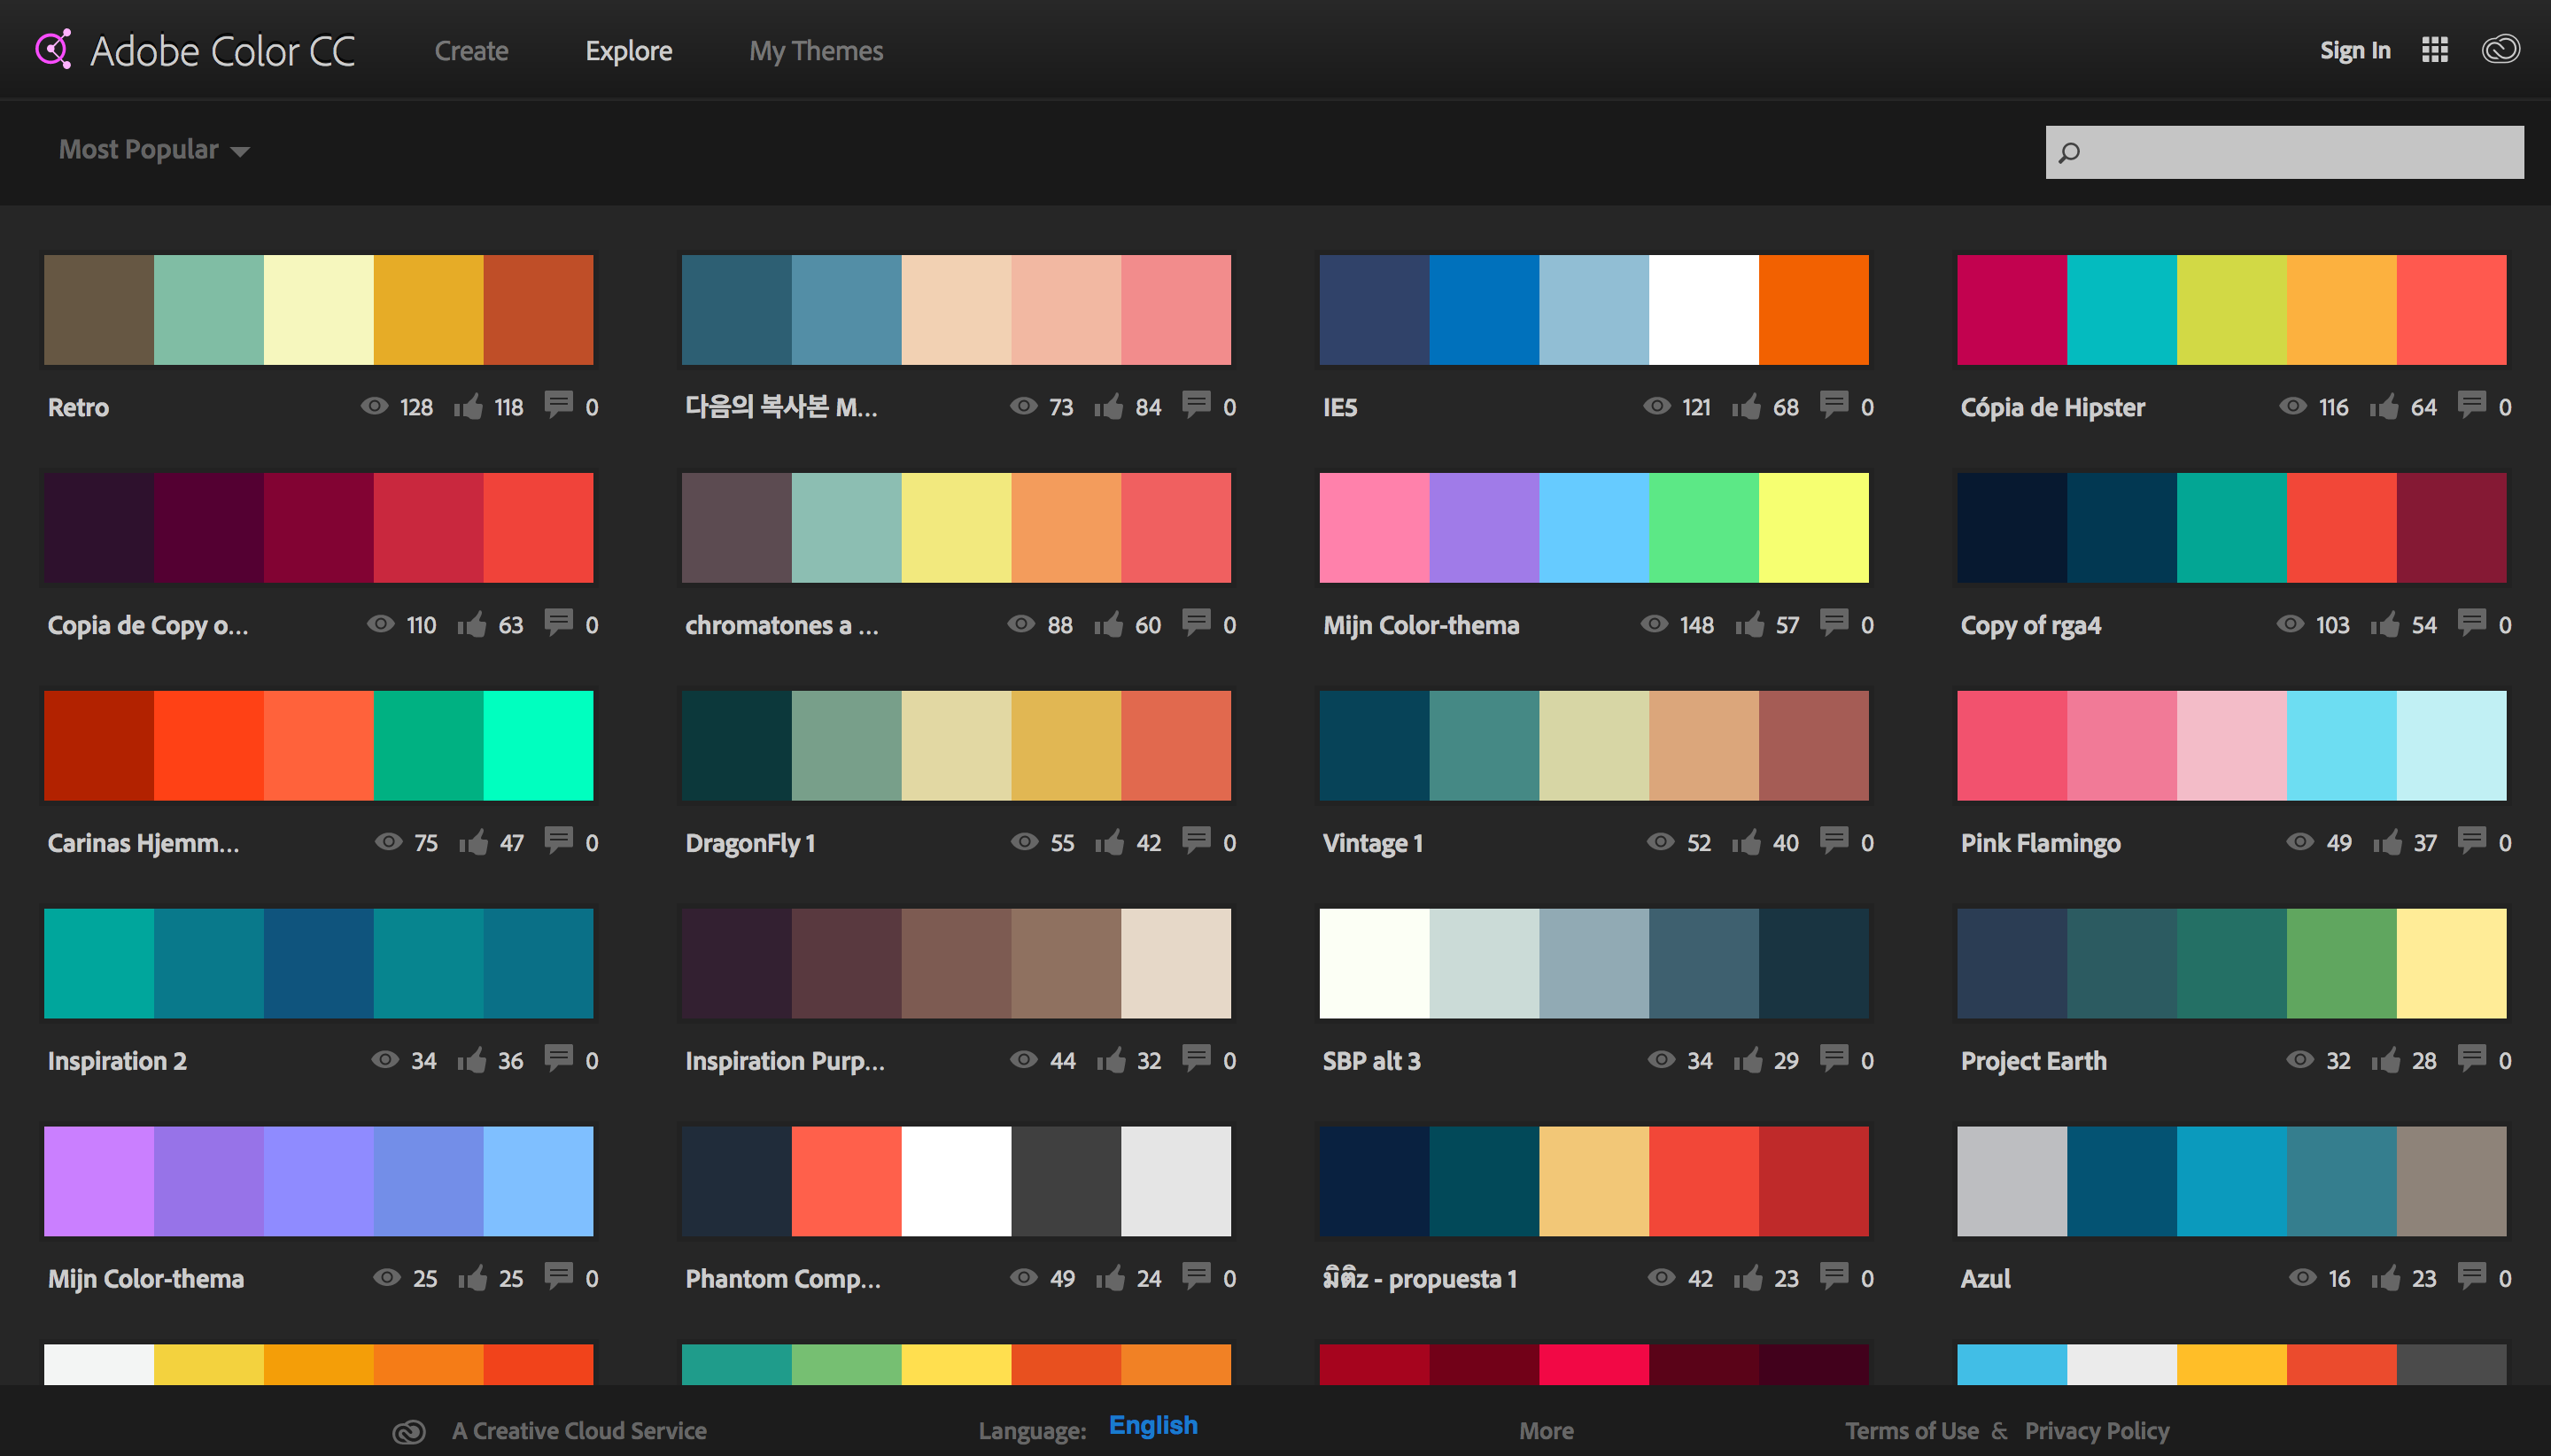 Adobe Color CC Create Explore My Themes Sign In
Most Popular
Retro 128 118 0
다음의 복사본 M... 73 84 0
IE5 121 68 0
Cópia de Hipster 116 64 0
Copia de Copy o... 110 63 0
chromatones a ... 88 60 0
Mijn Color-thema 148 57 0
Copy of rga4 103 54 0
Carinas Hjemm... 75 47 0
DragonFly 1 55 42 0
Vintage 1 52 40 0
Pink Flamingo 49 37 0
Inspiration 2 34 36 0
Inspiration Purp... 44 32 0
SBP alt 3 34 29 0
Project Earth 32 28 0
Mijn Color-thema 25 25 0
Phantom Comp... 49 24 0
มิติz - propuesta 1 42 23 0
Azul 16 23 0
A Creative Cloud Service Language: English More Terms of Use & Privacy Policy